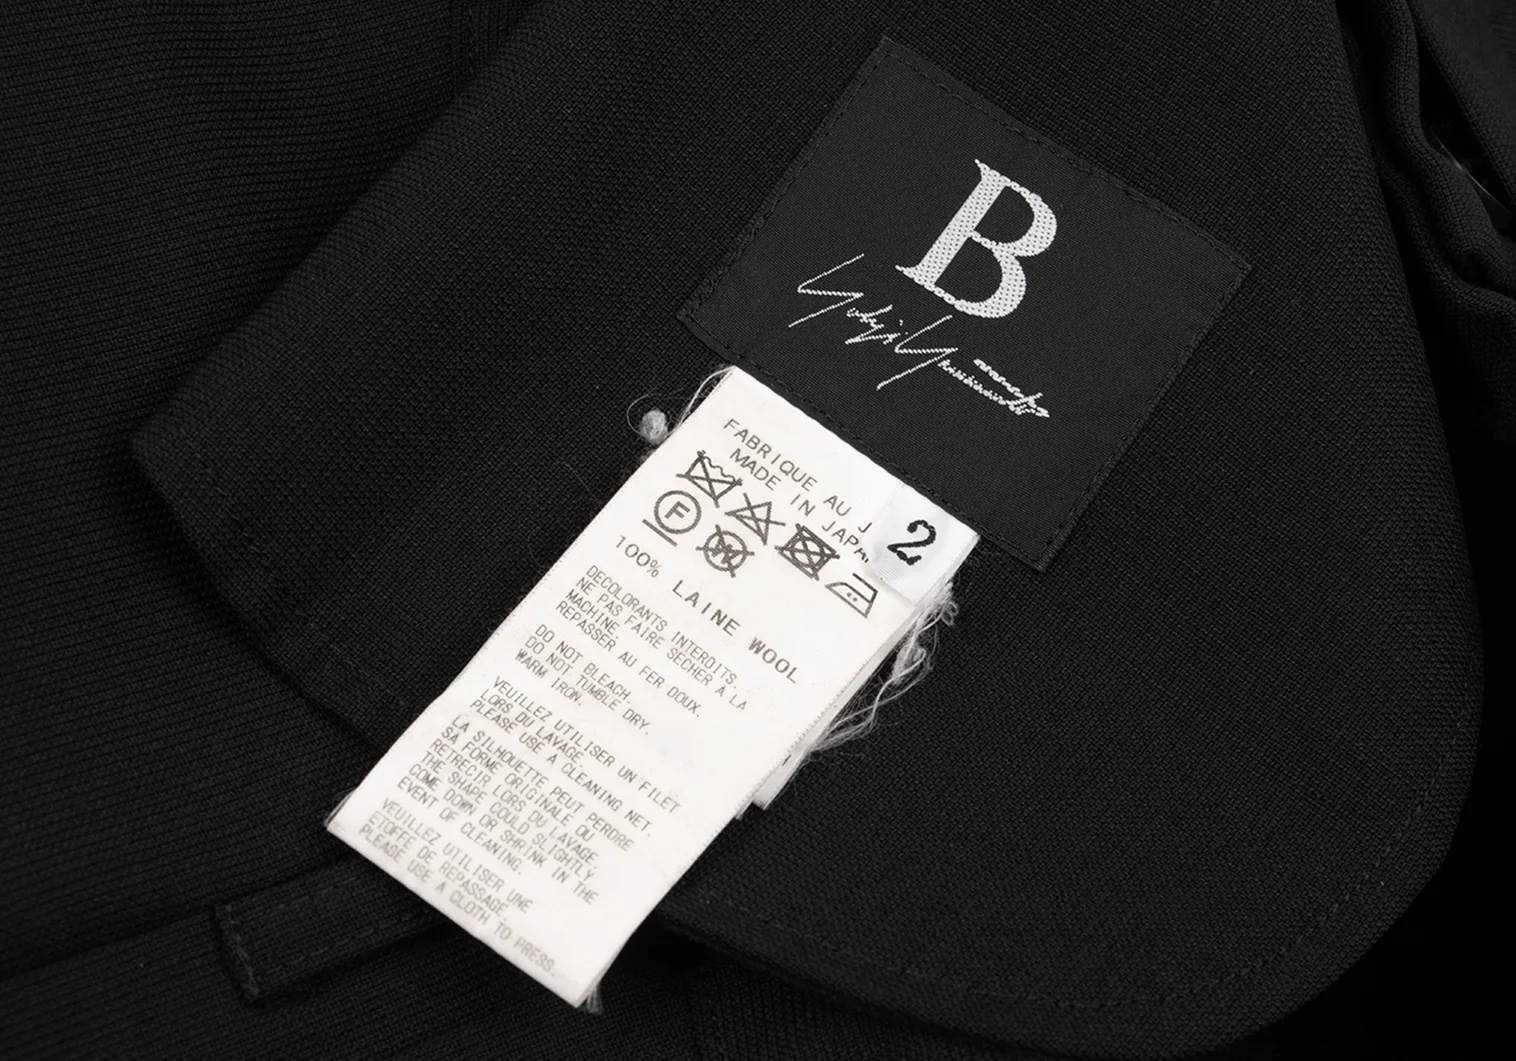 B
Yohji Yamamoto
FABRIQUE AU J
MADE IN JAPA
2
F
W
100% LAINE WOOL
DECOLORANTS INTERDITS.
NE PAS FAIRE SECHER A LA
MACHINE.
REPASSER AU FER DOUX.
DO NOT BLEACH.
DO NOT TUMBLE DRY.
WARM IRON.
VEUILLEZ UTILISER UN FILET
LORS DU LAVAGE.
PLEASE USE A CLEANING NET.
LA SILHOUETTE PEUT PERDRE
SA FORME ORIGINALE OU
RETRECIR LORS DU LAVAGE.
THE SHAPE COULD SLIGHTLY
COME DOWN OR SHRINK IN THE
EVENT OF CLEANING.
VEUILLEZ UTILISER UNE
ETOFFE DE REPASSAGE.
PLEASE USE A CLOTH TO PRESS.